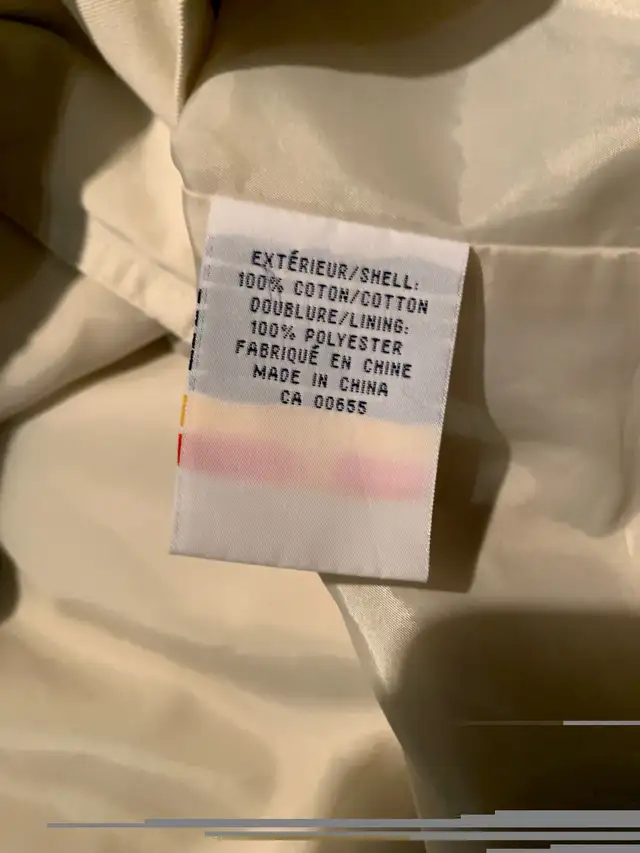 EXTÉRIEUR/SHELL:
100% COTON/COTTON
DOUBLURE/LINING:
100% POLYESTER
FABRIQUÉ EN CHINE
MADE IN CHINA
CA 00655